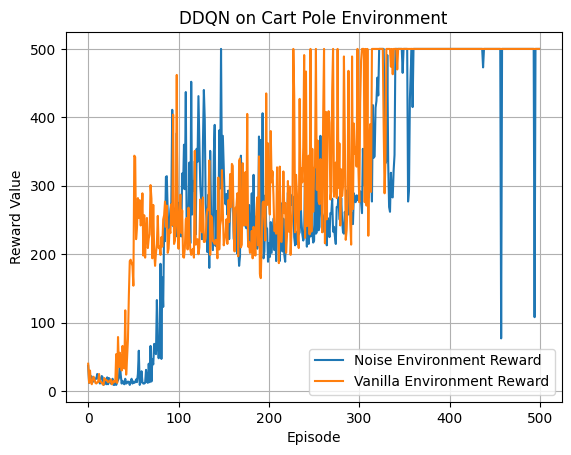 DDQN on Cart Pole Environment
Reward Value
500
400
300
200
100
0
0 100 200 300 400 500
Episode
Noise Environment Reward
Vanilla Environment Reward